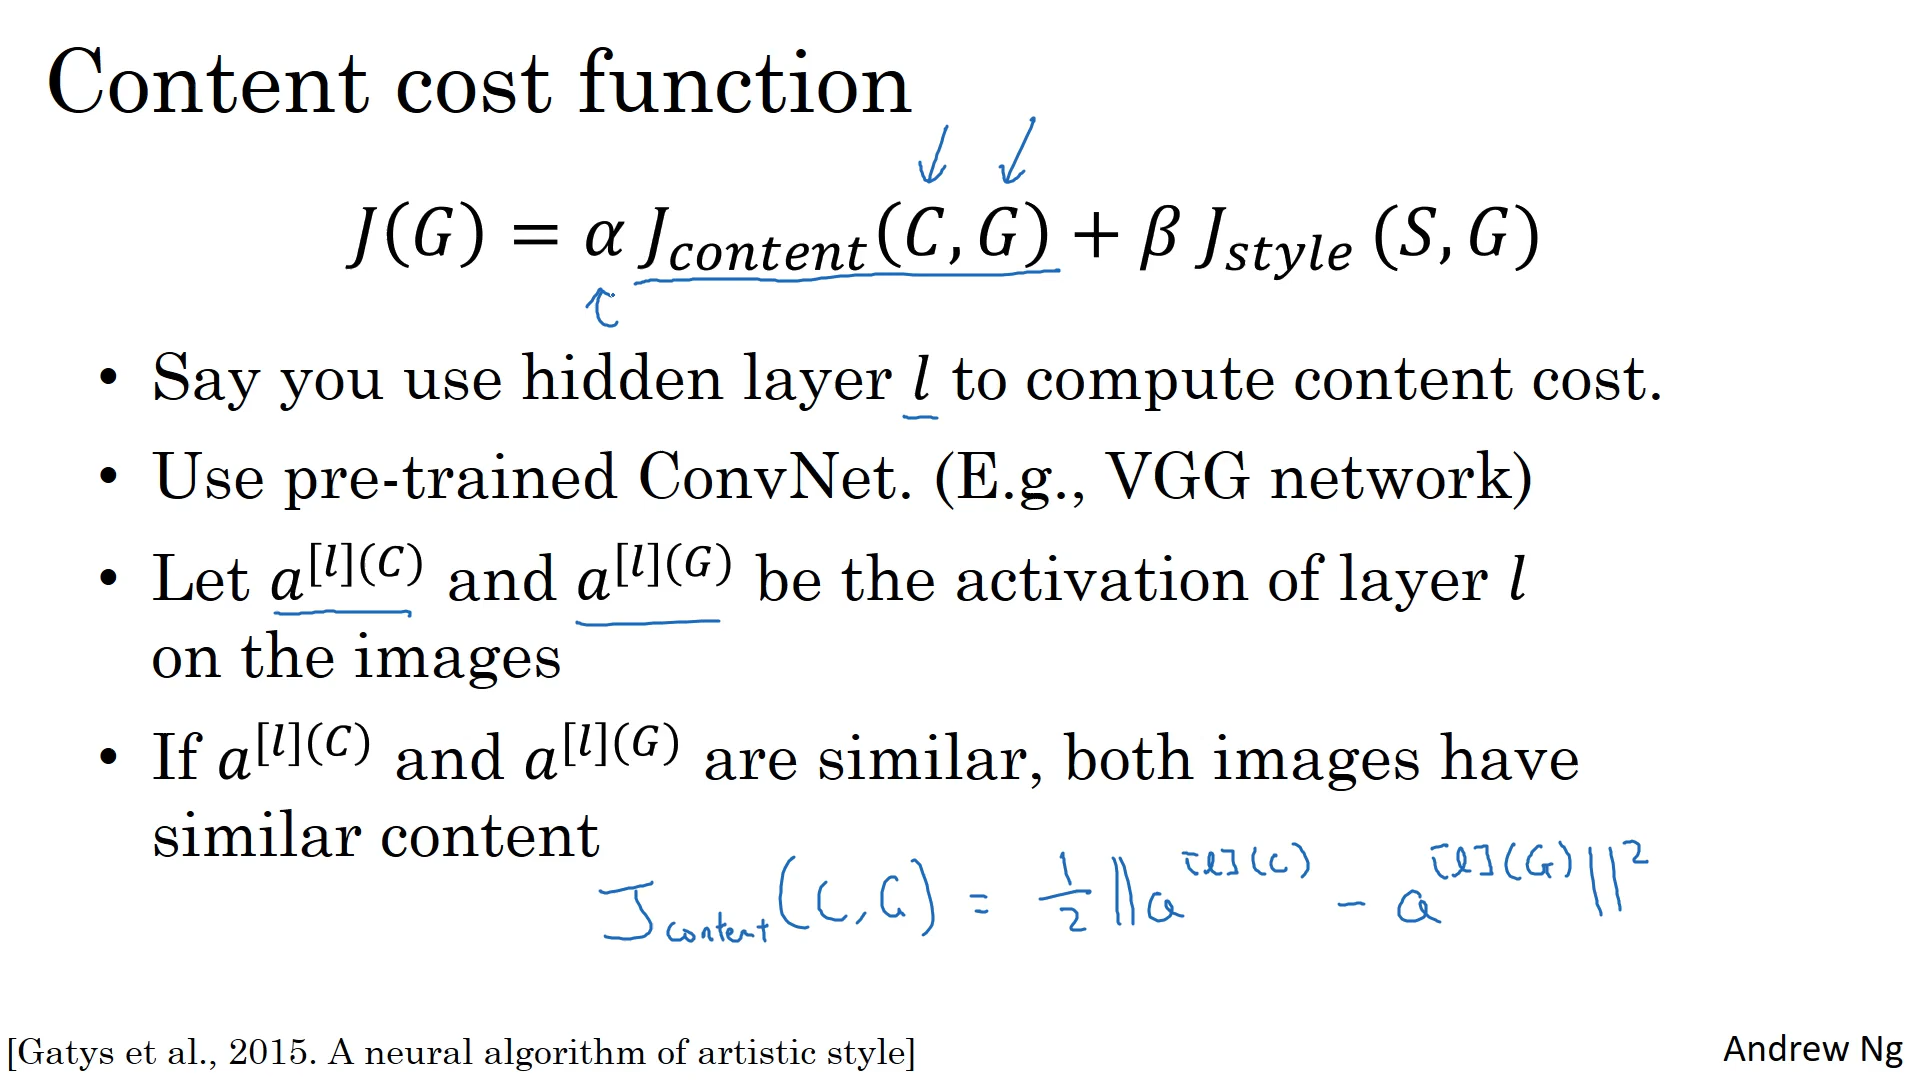 Content cost function
J(G) = α J_content(C, G) + β J_style (S, G)
• Say you use hidden layer l to compute content cost.
• Use pre-trained ConvNet. (E.g., VGG network)
• Let a^[l](C) and a^[l](G) be the activation of layer l
on the images
• If a^[l](C) and a^[l](G) are similar, both images have
similar content
J_content(C, G) = 1/2 ||a^[l](C) - a^[l](G)||^2
[Gatys et al., 2015. A neural algorithm of artistic style]
Andrew Ng